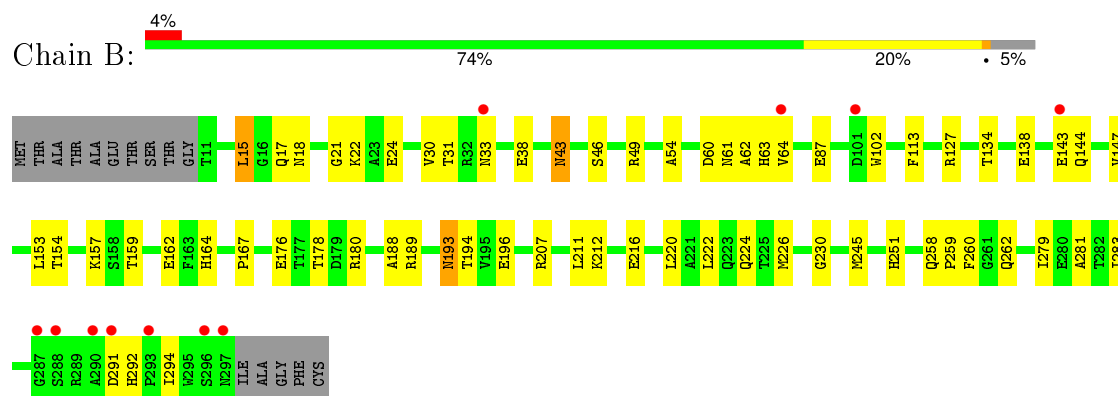 4%
Chain B:
74% 20% • 5%
MET THR ALA THR ALA GLU THR SER THR GLY T11 L15 G16 Q17 N18 G21 K22 A23 E24 V30 T31 R32 N33 E38 N43 S46 R49 A54 D60 N61 A62 H63 V64 E87 D101 W102 F113 R127 T134 E138 E143 Q144 V147
L153 T154 K157 S158 T159 E162 F163 H164 P167 E176 T177 T178 D179 R180 A188 R189 N193 T194 V195 E196 R207 L211 K212 E216 L220 A221 L222 Q223 Q224 T225 M226 G230 M245 H251 Q258 P259 F260 G261 Q262 I279 E280 A281 T282
G287 S288 R289 A290 D291 H292 P293 I294 W295 S296 N297 ILE ALA GLY PHE CYS